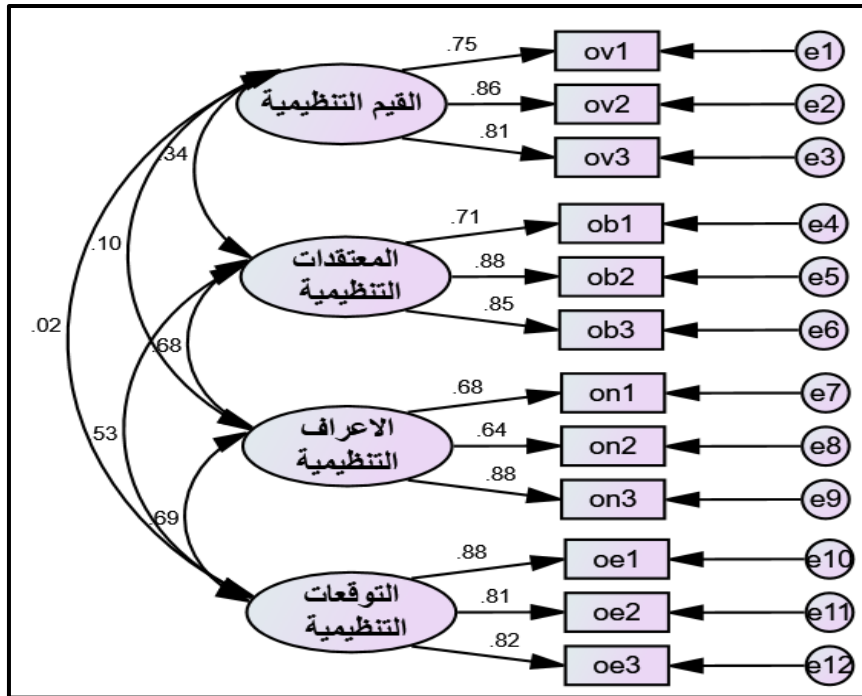 .75
ov1
e1
القيم التنظيمية
.86
ov2
e2
.81
ov3
e3
.34
.71
ob1
e4
المعتقدات
التنظيمية
.88
ob2
e5
.10
.85
ob3
e6
.02
.68
.68
on1
e7
الاعراف
التنظيمية
.64
on2
e8
.53
.88
on3
e9
.69
.88
oe1
e10
التوقعات
التنظيمية
.81
oe2
e11
.82
oe3
e12